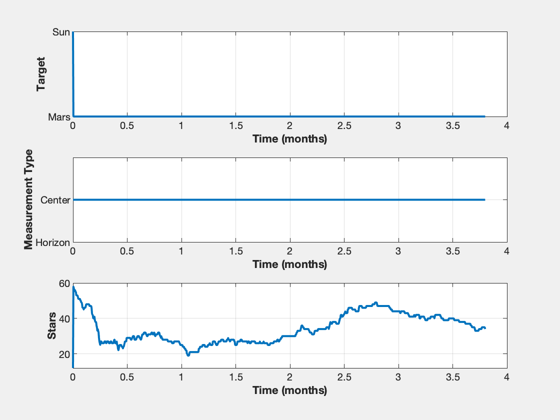 Sun
Target
Mars
0 0.5 1 1.5 2 2.5 3 3.5 4
Time (months)
Measurement Type
Center
Horizon
0 0.5 1 1.5 2 2.5 3 3.5 4
Time (months)
60
Stars
40
20
0 0.5 1 1.5 2 2.5 3 3.5 4
Time (months)